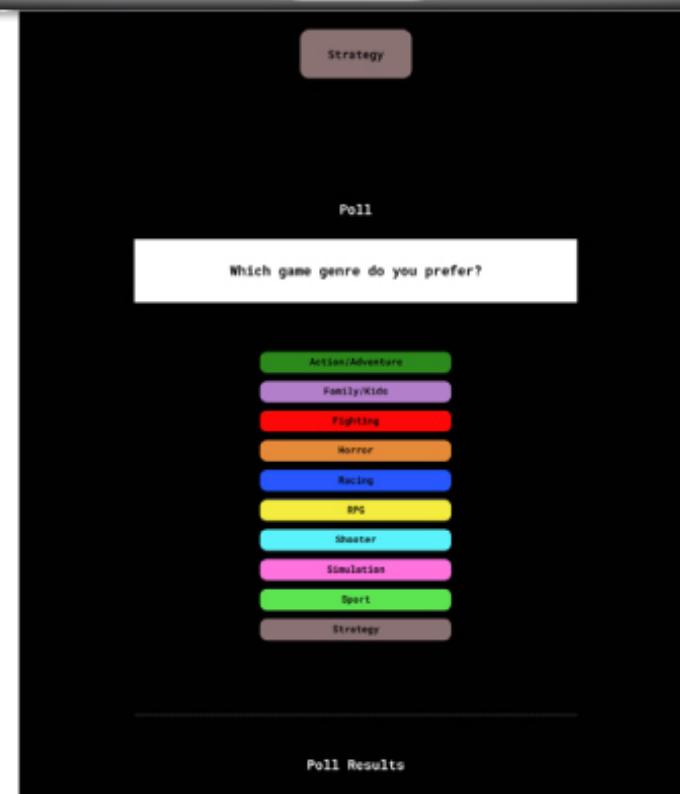 Strategy
Poll
Which game genre do you prefer?
Action/Adventure
Family/Kids
Fighting
Horror
Racing
RPG
Shooter
Simulation
Sport
Strategy
Poll Results